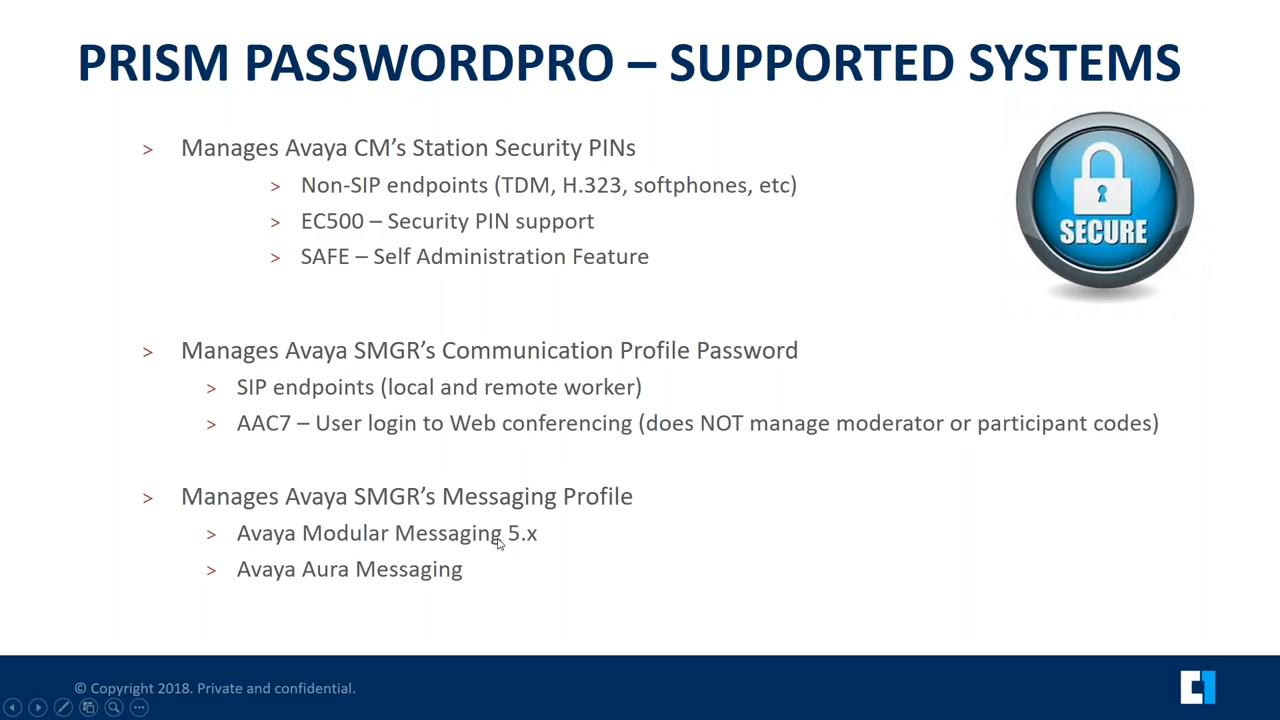 PRISM PASSWORDPRO – SUPPORTED SYSTEMS
> Manages Avaya CM’s Station Security PINs
> Non-SIP endpoints (TDM, H.323, softphones, etc)
> EC500 – Security PIN support
> SAFE – Self Administration Feature
SECURE
> Manages Avaya SMGR’s Communication Profile Password
> SIP endpoints (local and remote worker)
> AAC7 – User login to Web conferencing (does NOT manage moderator or participant codes)
> Manages Avaya SMGR’s Messaging Profile
> Avaya Modular Messaging 5.x
> Avaya Aura Messaging
© Copyright 2018. Private and confidential.